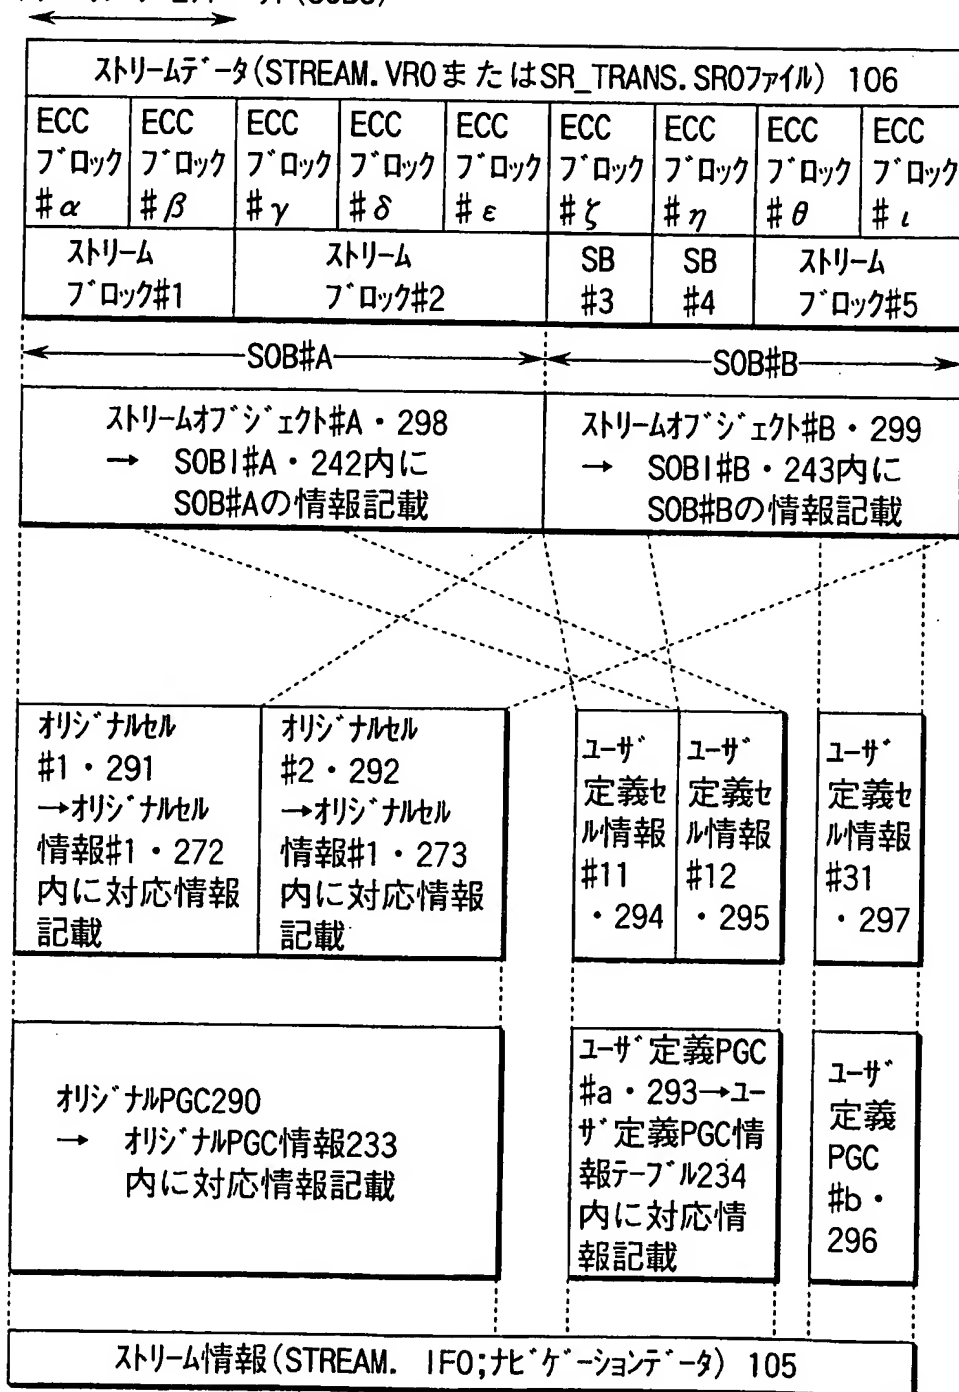 (SOBU)
ストリームデータ(STREAM.VROまたはSR_TRANS.SROファイル) 106
ECC ECC ECC ECC ECC ECC ECC ECC ECC
ブロック ブロック ブロック ブロック ブロック ブロック ブロック ブロック ブロック
#α #β #γ #δ #ε #ζ #η #θ #ι
ストリーム ストリーム SB SB ストリーム
ブロック#1 ブロック#2 #3 #4 ブロック#5
SOB#A SOB#B
ストリームオブジェクト#A・298
→ SOBI#A・242内に
SOB#Aの情報記載
ストリームオブジェクト#B・299
→ SOBI#B・243内に
SOB#Bの情報記載
オリジナルセル
#1・291
→オリジナルセル
情報#1・272
内に対応情報
記載
オリジナルセル
#2・292
→オリジナルセル
情報#1・273
内に対応情報
記載
ユーザ
定義セ
ル情報
#11
・294
ユーザ
定義セ
ル情報
#12
・295
ユーザ
定義セ
ル情報
#31
・297
オリジナルPGC290
→ オリジナルPGC情報233
内に対応情報記載
ユーザ定義PGC
#a・293→ユー
ザ定義PGC情
報テーブル234
内に対応情
報記載
ユーザ
定義
PGC
#b・
296
ストリーム情報(STREAM. IFO;ナビゲーションデータ) 105